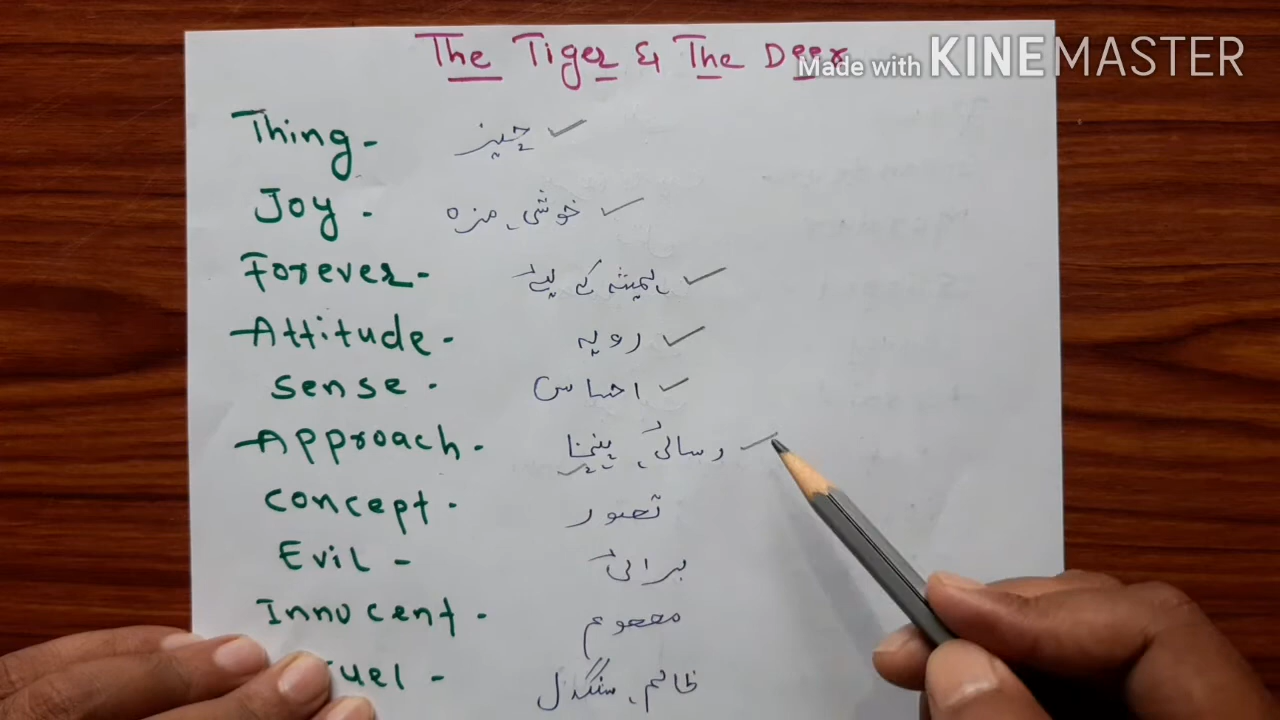 The Tiger & The Deer
Made with KINEMASTER
Thing - چیز
Joy - خوشی، مزہ
Forever - ہمیشہ کے لیے
Attitude - رویہ
Sense - احساس
Approach - رسائی، پہنچنا
Concept - تصور
Evil - برائی
Innocent - معصوم
uel - ظالم، سنگدل